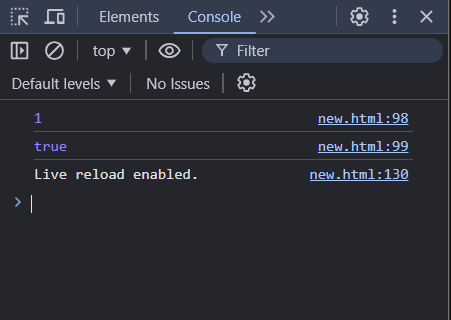 Elements Console
top Filter
Default levels No Issues
1 new.html:98
true new.html:99
Live reload enabled. new.html:130